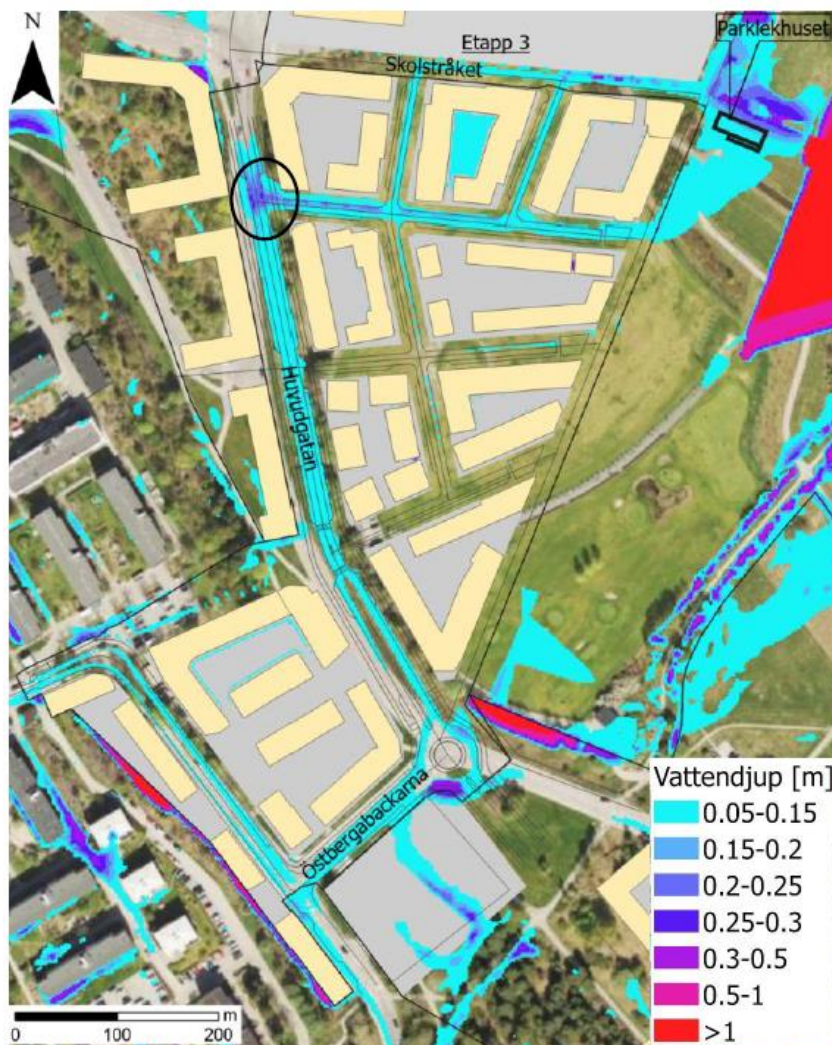 N
Etapp 3
Skolstråket
Parklekhuset
Huvudgatan
Östbergabackarna
Vattendjup [m]
0.05-0.15
0.15-0.2
0.2-0.25
0.25-0.3
0.3-0.5
0.5-1
>1
m
0 100 200